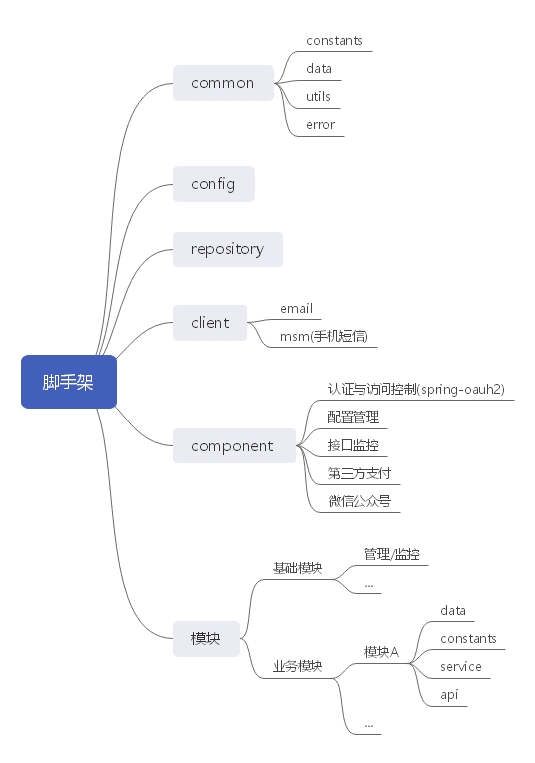 脚手架
common
constants
data
utils
error
config
repository
client
email
msm(手机短信)
component
认证与访问控制(spring-oauh2)
配置管理
接口监控
第三方支付
微信公众号
模块
基础模块
管理/监控
...
业务模块
模块A
data
constants
service
api
...